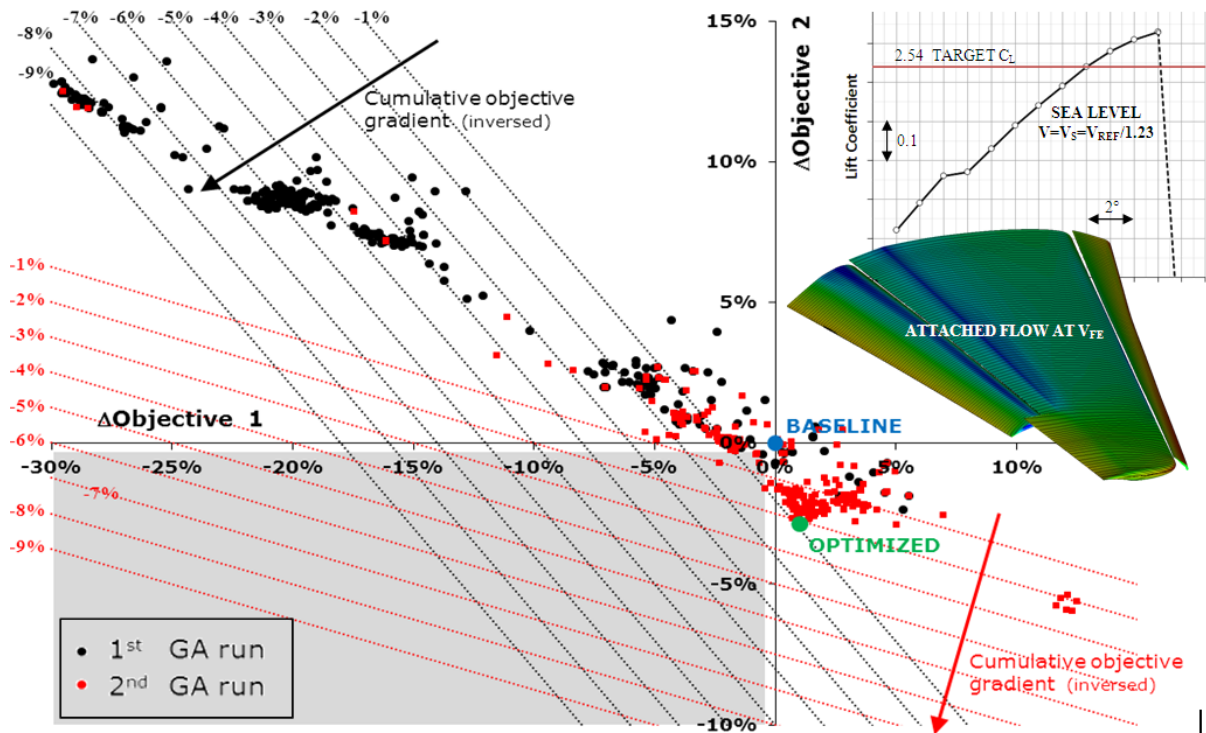 -9%
-8%
-7%
-6%
-5%
-4%
-3%
-2%
-1%
Cumulative objective
gradient (inversed)
ΔObjective 2
15%
10%
5%
0%
-5%
-10%
2.54 TARGET CL
Lift Coefficient
0.1
SEA LEVEL
V=VS=VREF/1.23
2°
ATTACHED FLOW AT VFE
-1%
-2%
-3%
-4%
-5%
-6%
-7%
-8%
-9%
ΔObjective 1
-30%
-25%
-20%
-15%
-10%
-5%
0.0%
5%
10%
BASELINE
OPTIMIZED
1st GA run
2nd GA run
Cumulative objective
gradient (inversed)